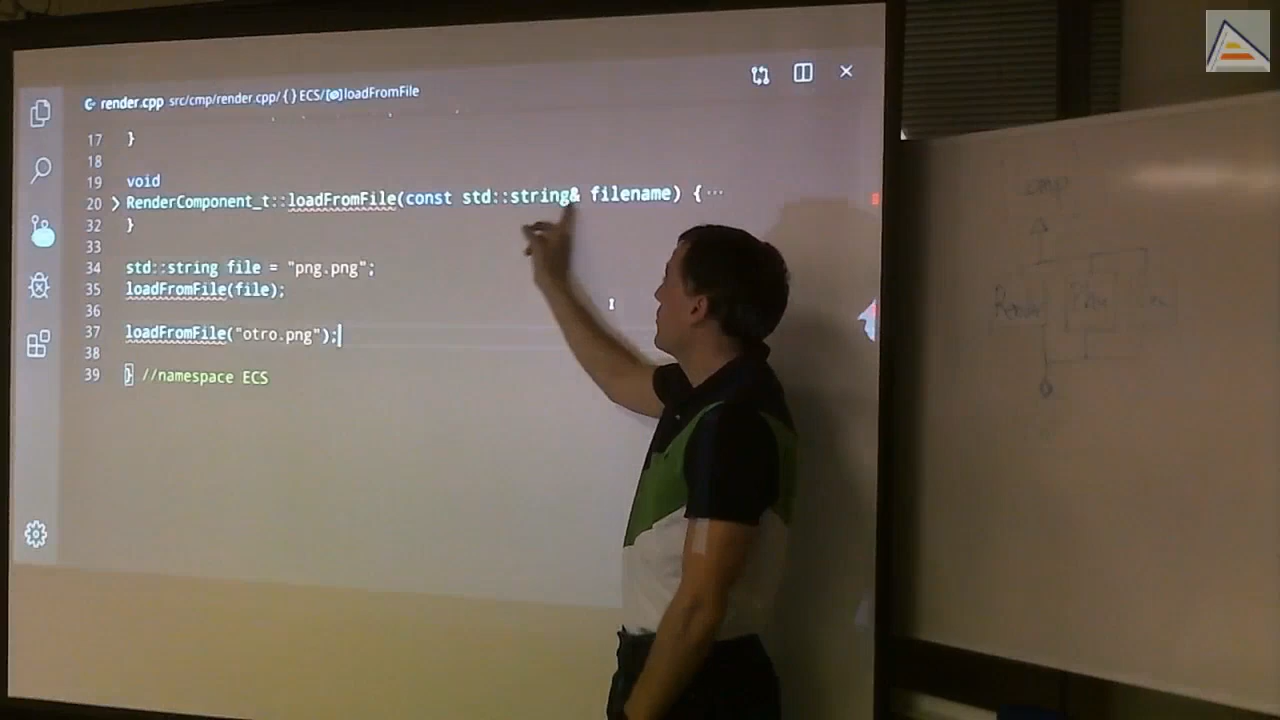 render.cpp src/cmp/render.cpp/{}ECS/[∅]loadFromFile
17 }
18
19 void
20 > RenderComponent_t::loadFromFile(const std::string& filename) {···
32 }
33
34 std::string file = "png.png";
35 loadFromFile(file);
36
37 loadFromFile("otro.png");
38
39 } //namespace ECS
cmp
Render